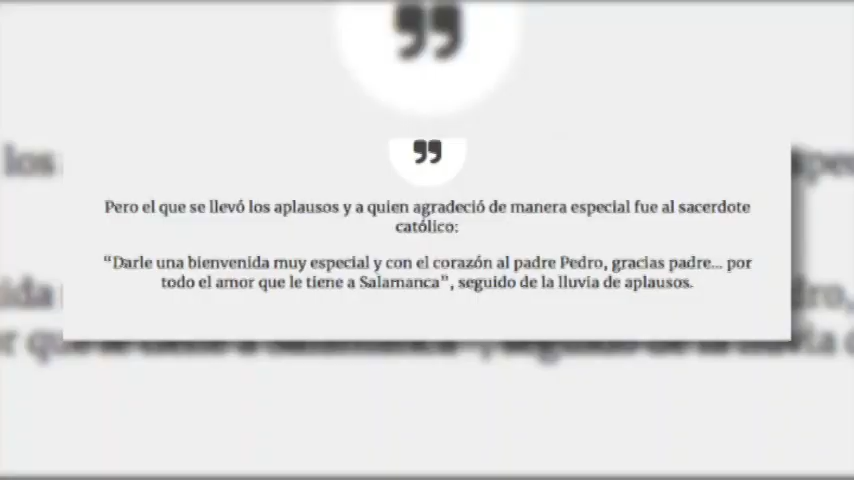 Pero el que se llevó los aplausos y a quien agradeció de manera especial fue al sacerdote
católico:
“Darle una bienvenida muy especial y con el corazón al padre Pedro, gracias padre... por
todo el amor que le tiene a Salamanca”, seguido de la lluvia de aplausos.